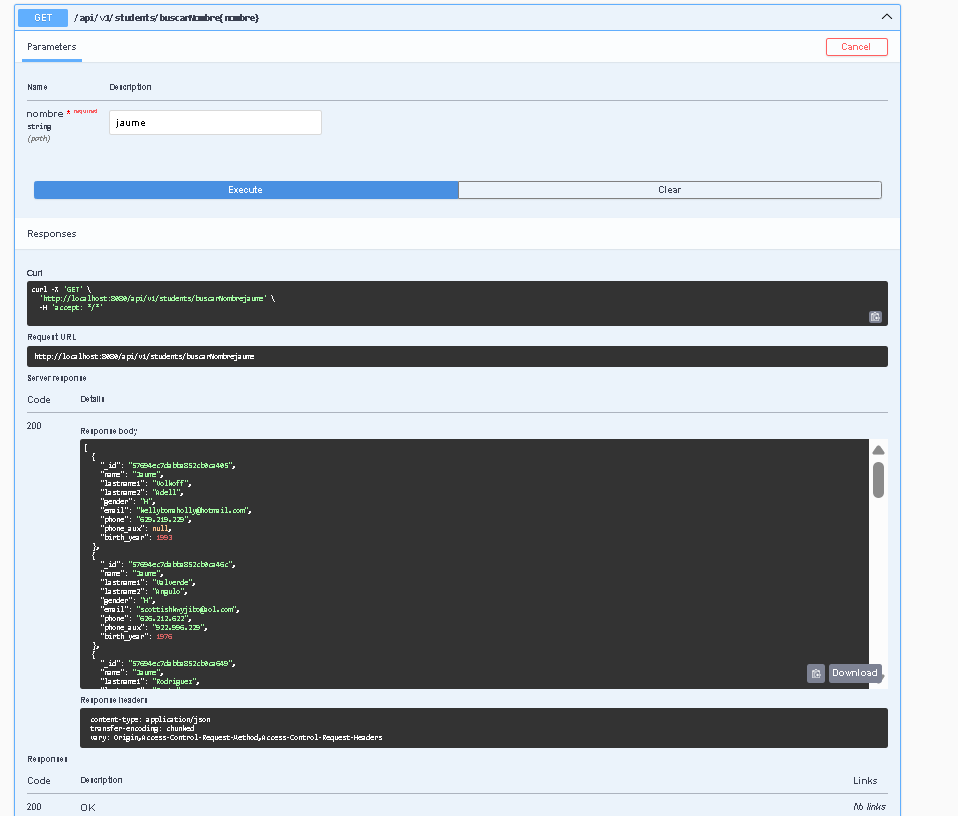 GET /api/v1/students/buscarNombre{nombre}
Parameters
Cancel
Name Description
nombre * required
string
(path)
jaume
Execute Clear
Responses
Curl
curl -X 'GET' \
'http://localhost:8080/api/v1/students/buscarNombrejaume' \
-H 'accept: */*'
Request URL
http://localhost:8080/api/v1/students/buscarNombrejaume
Server response
Code Details
200
Response body
[
{
"_id": "57694ec7dabba852cb0ca405",
"name": "Jaume",
"lastname1": "Volkoff",
"lastname2": "Adell",
"gender": "H",
"email": "kellybomaholly@hotmail.com",
"phone": "629.219.229",
"phone_aux": null,
"birth_year": 1993
},
{
"_id": "57694ec7dabba852cb0ca46c",
"name": "Jaume",
"lastname1": "Valverde",
"lastname2": "Angulo",
"gender": "H",
"email": "scottishkwyjibo@aol.com",
"phone": "626.212.622",
"phone_aux": "922.996.229",
"birth_year": 1976
},
{
"_id": "57694ec7dabba852cb0ca649",
"name": "Jaume",
"lastname1": "Rodriguez",
Download
Response headers
content-type: application/json
transfer-encoding: chunked
vary: Origin,Access-Control-Request-Method,Access-Control-Request-Headers
Responses
Code Description Links
200 OK No links